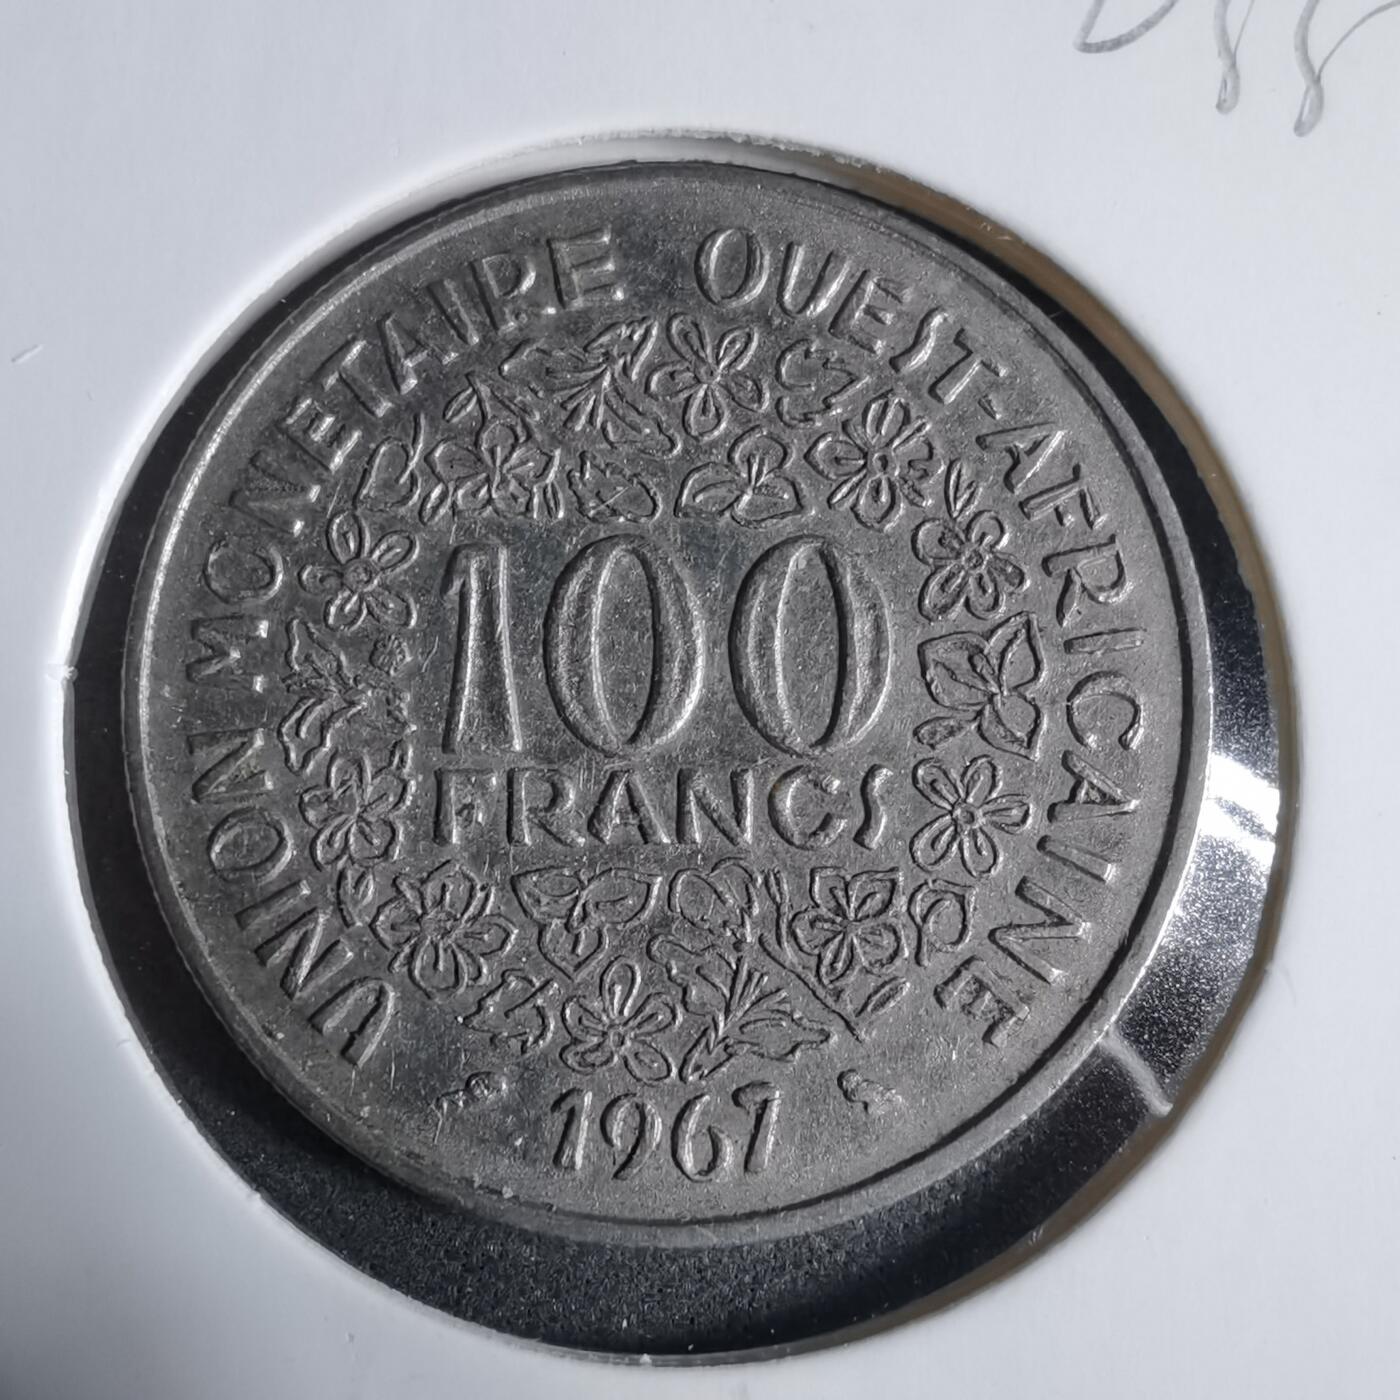 UNION MONETAIRE OUEST-AFRICAINE
100
FRANCS
1967